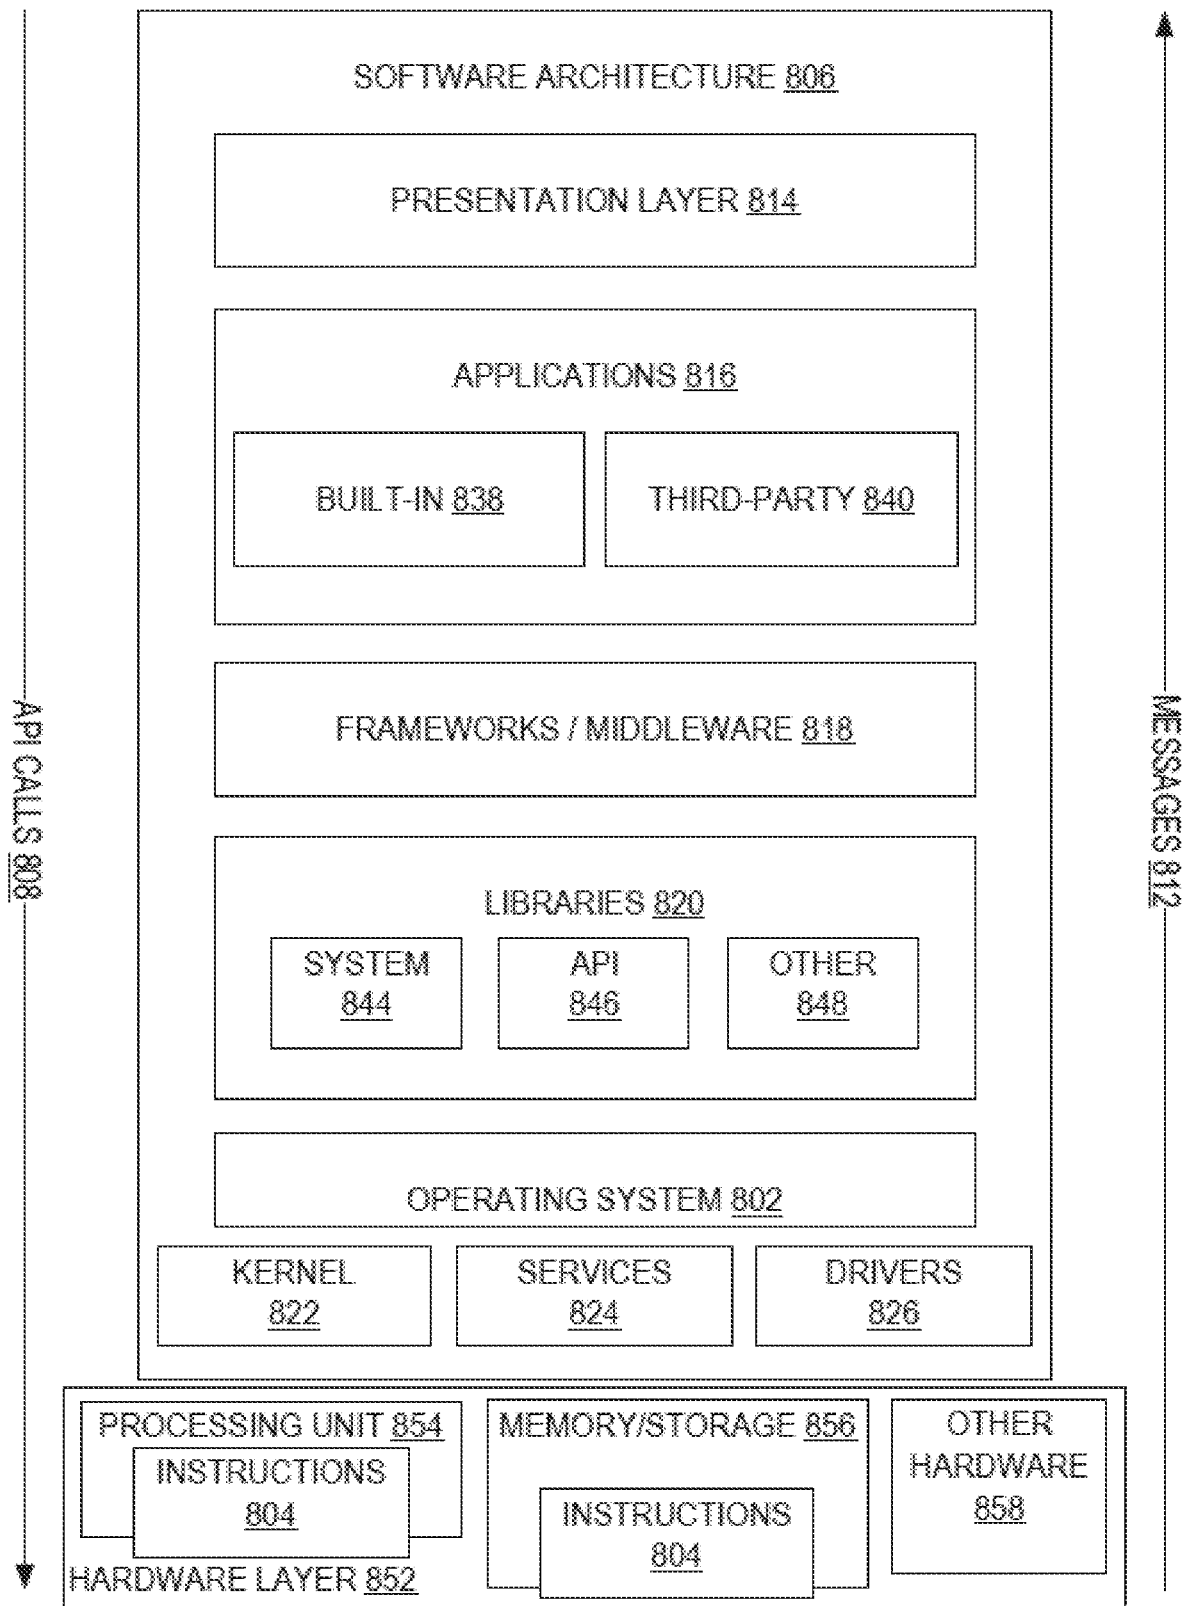 SOFTWARE ARCHITECTURE 806
PRESENTATION LAYER 814
APPLICATIONS 816
BUILT-IN 838
THIRD-PARTY 840
FRAMEWORKS / MIDDLEWARE 818
API CALLS 808
MESSAGES 812
LIBRARIES 820
SYSTEM
844
API
846
OTHER
848
OPERATING SYSTEM 802
KERNEL
822
SERVICES
824
DRIVERS
826
PROCESSING UNIT 854
INSTRUCTIONS
804
MEMORY/STORAGE 856
INSTRUCTIONS
804
OTHER
HARDWARE
858
HARDWARE LAYER 852